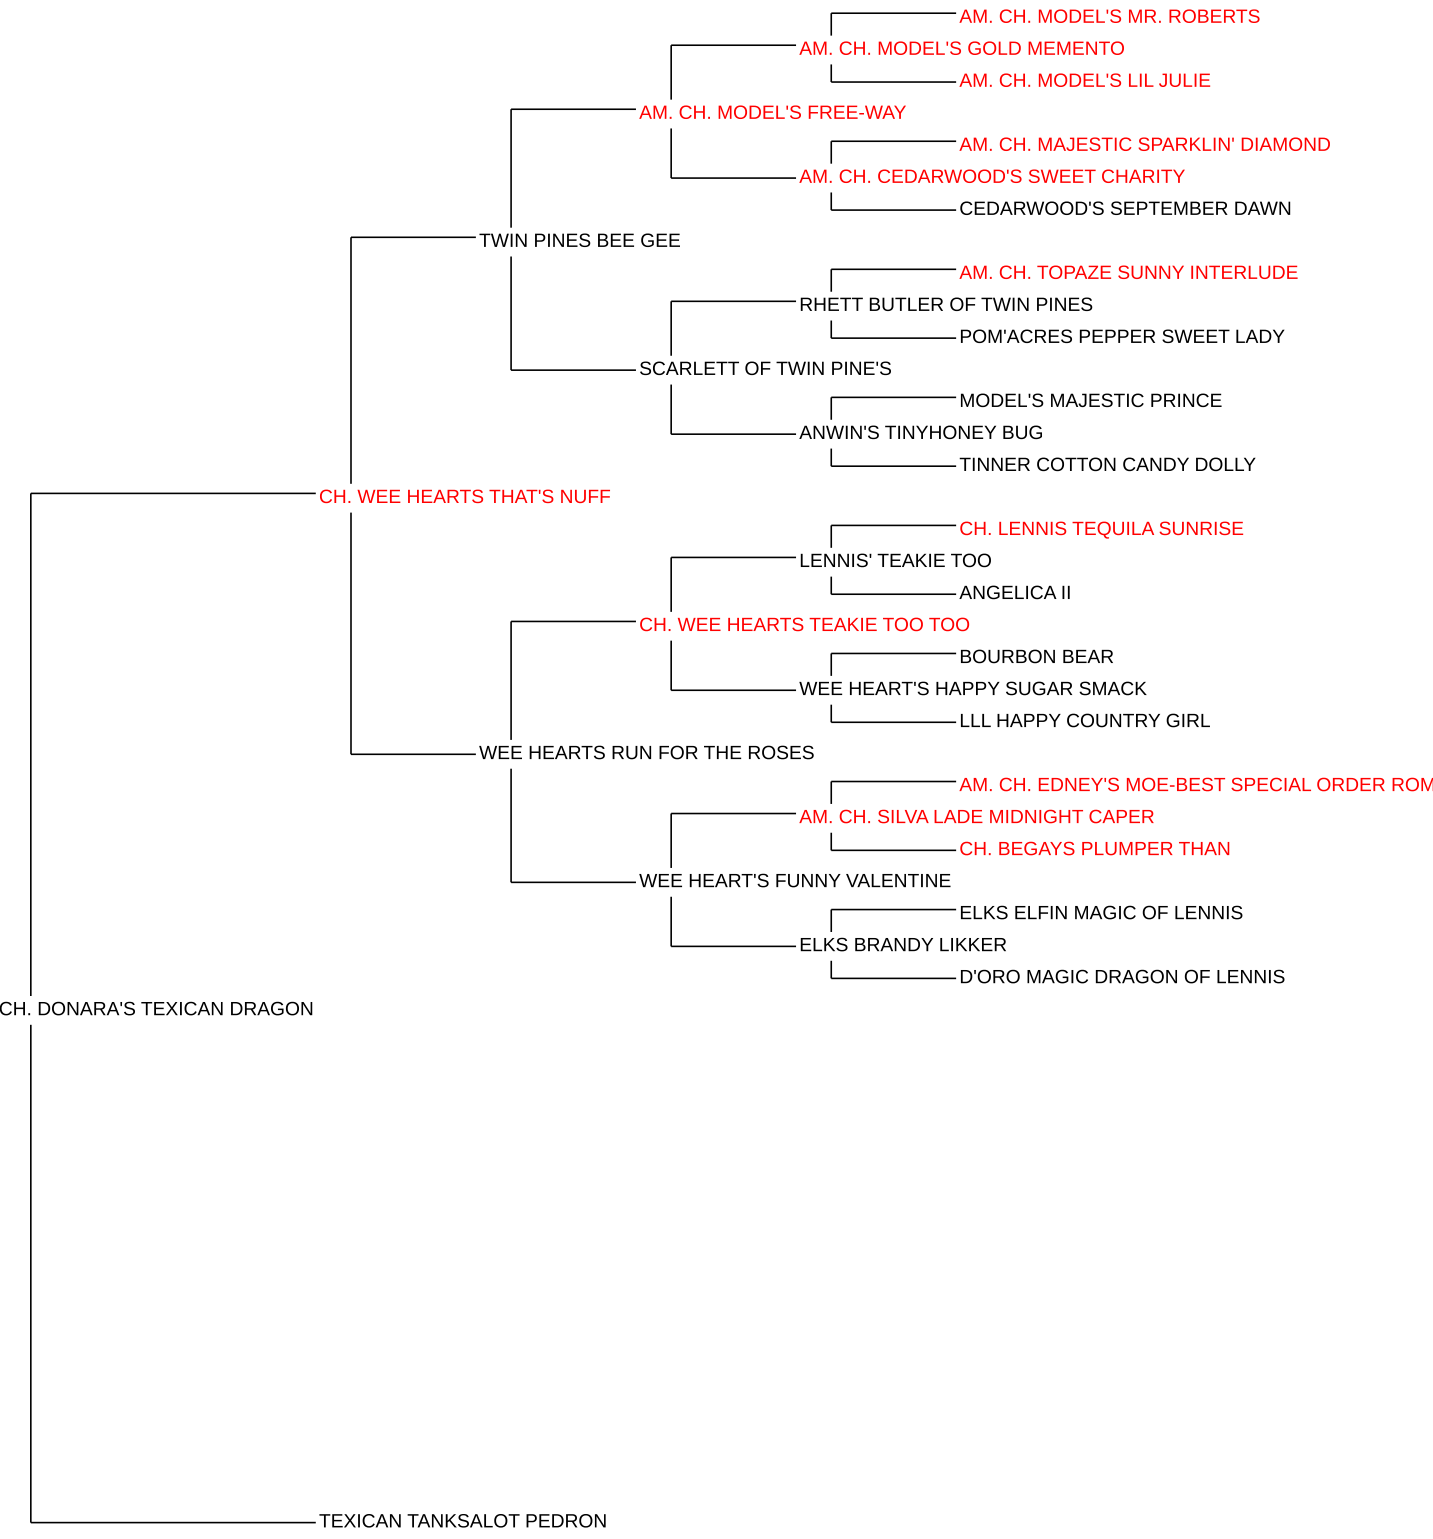 AM. CH. MODEL'S MR. ROBERTS
AM. CH. MODEL'S GOLD MEMENTO
AM. CH. MODEL'S LIL JULIE
AM. CH. MODEL'S FREE-WAY
AM. CH. MAJESTIC SPARKLIN' DIAMOND
AM. CH. CEDARWOOD'S SWEET CHARITY
CEDARWOOD'S SEPTEMBER DAWN
TWIN PINES BEE GEE
AM. CH. TOPAZE SUNNY INTERLUDE
RHETT BUTLER OF TWIN PINES
POM'ACRES PEPPER SWEET LADY
SCARLETT OF TWIN PINE'S
MODEL'S MAJESTIC PRINCE
ANWIN'S TINYHONEY BUG
TINNER COTTON CANDY DOLLY
CH. WEE HEARTS THAT'S NUFF
CH. LENNIS TEQUILA SUNRISE
LENNIS' TEAKIE TOO
ANGELICA II
CH. WEE HEARTS TEAKIE TOO TOO
BOURBON BEAR
WEE HEART'S HAPPY SUGAR SMACK
LLL HAPPY COUNTRY GIRL
WEE HEARTS RUN FOR THE ROSES
AM. CH. EDNEY'S MOE-BEST SPECIAL ORDER ROM
AM. CH. SILVA LADE MIDNIGHT CAPER
CH. BEGAYS PLUMPER THAN
WEE HEART'S FUNNY VALENTINE
ELKS ELFIN MAGIC OF LENNIS
ELKS BRANDY LIKKER
D'ORO MAGIC DRAGON OF LENNIS
CH. DONARA'S TEXICAN DRAGON
TEXICAN TANKSALOT PEDRON